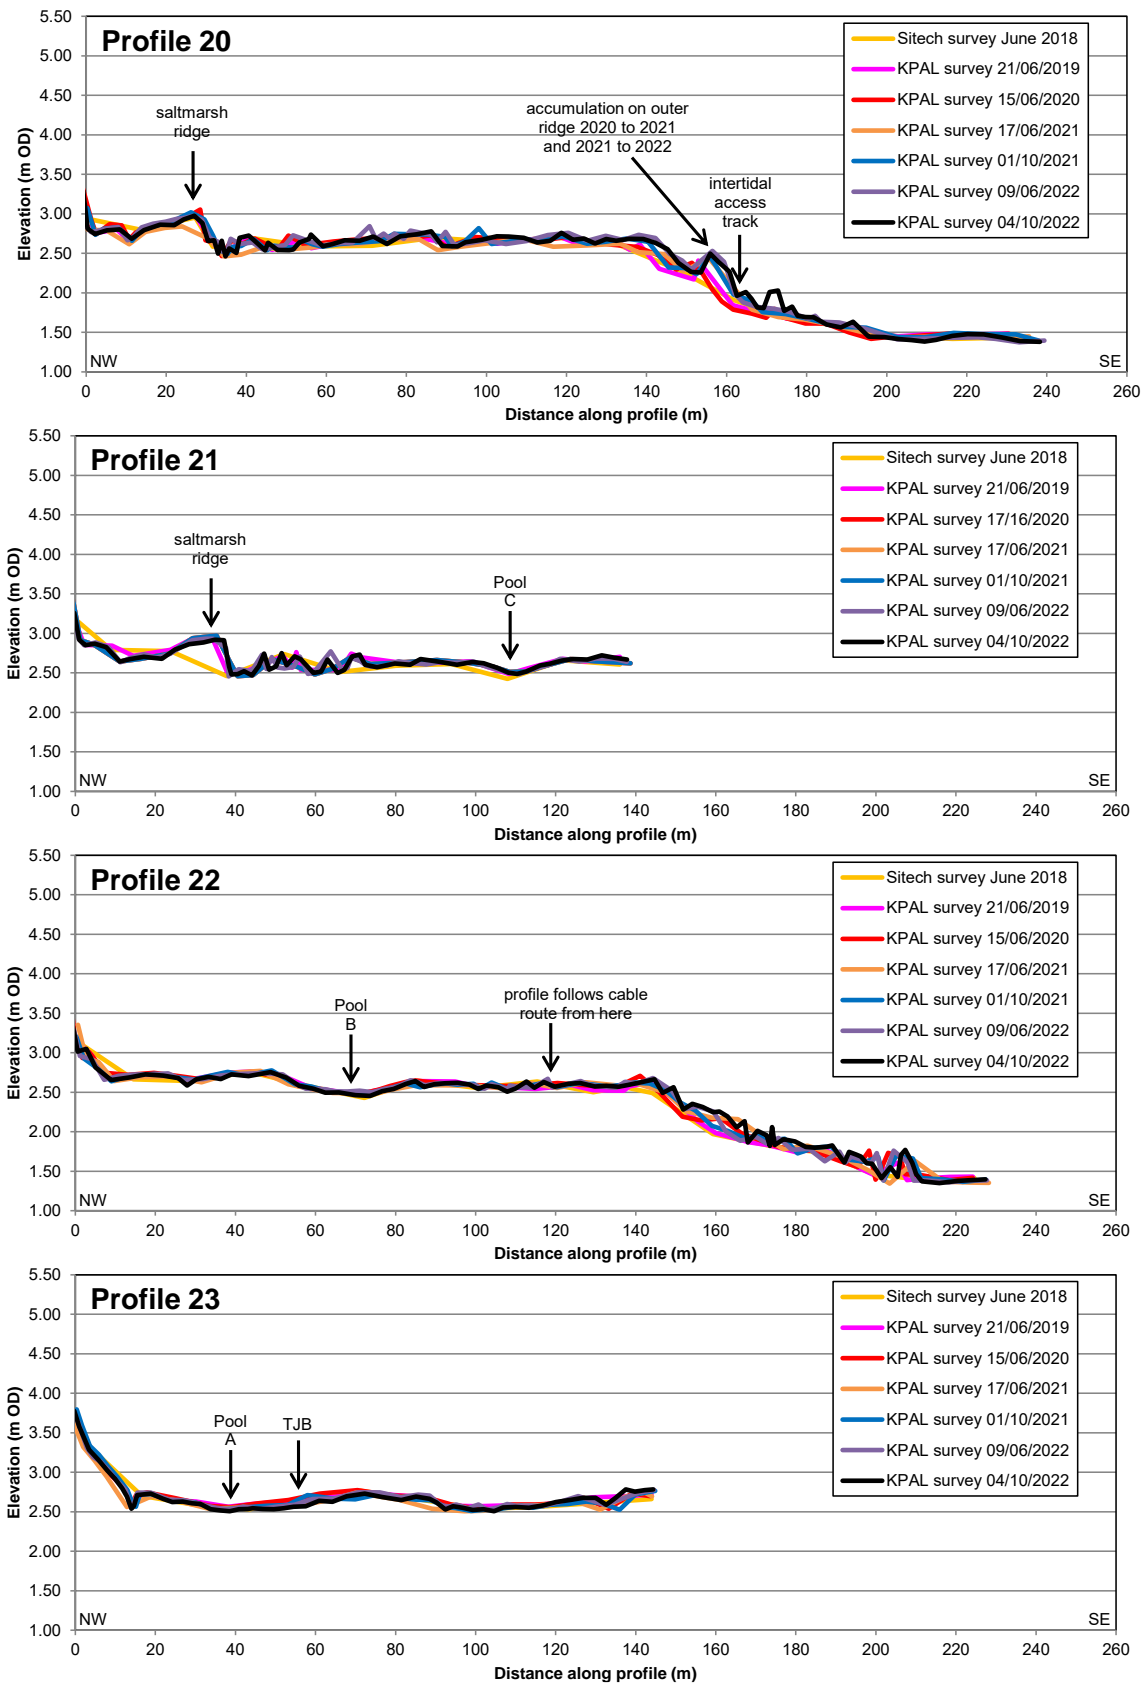 Profile 20
Elevation (m OD)
5.50
5.00
4.50
4.00
3.50
3.00
2.50
2.00
1.50
1.00
saltmarsh
ridge
accumulation on outer
ridge 2020 to 2021
and 2021 to 2022
intertidal
access
track
Sitech survey June 2018
KPAL survey 21/06/2019
KPAL survey 15/06/2020
KPAL survey 17/06/2021
KPAL survey 01/10/2021
KPAL survey 09/06/2022
KPAL survey 04/10/2022
NW
SE
0 20 40 60 80 100 120 140 160 180 200 220 240 260
Distance along profile (m)
Profile 21
Elevation (m OD)
5.50
5.00
4.50
4.00
3.50
3.00
2.50
2.00
1.50
1.00
saltmarsh
ridge
Pool
C
Sitech survey June 2018
KPAL survey 21/06/2019
KPAL survey 17/16/2020
KPAL survey 17/06/2021
KPAL survey 01/10/2021
KPAL survey 09/06/2022
KPAL survey 04/10/2022
NW
SE
0 20 40 60 80 100 120 140 160 180 200 220 240 260
Distance along profile (m)
Profile 22
Elevation (m OD)
5.50
5.00
4.50
4.00
3.50
3.00
2.50
2.00
1.50
1.00
Pool
B
profile follows cable
route from here
Sitech survey June 2018
KPAL survey 21/06/2019
KPAL survey 15/06/2020
KPAL survey 17/06/2021
KPAL survey 01/10/2021
KPAL survey 09/06/2022
KPAL survey 04/10/2022
NW
SE
0 20 40 60 80 100 120 140 160 180 200 220 240 260
Distance along profile (m)
Profile 23
Elevation (m OD)
5.50
5.00
4.50
4.00
3.50
3.00
2.50
2.00
1.50
1.00
Pool
A
TJB
Sitech survey June 2018
KPAL survey 21/06/2019
KPAL survey 15/06/2020
KPAL survey 17/06/2021
KPAL survey 01/10/2021
KPAL survey 09/06/2022
KPAL survey 04/10/2022
NW
SE
0 20 40 60 80 100 120 140 160 180 200 220 240 260
Distance along profile (m)